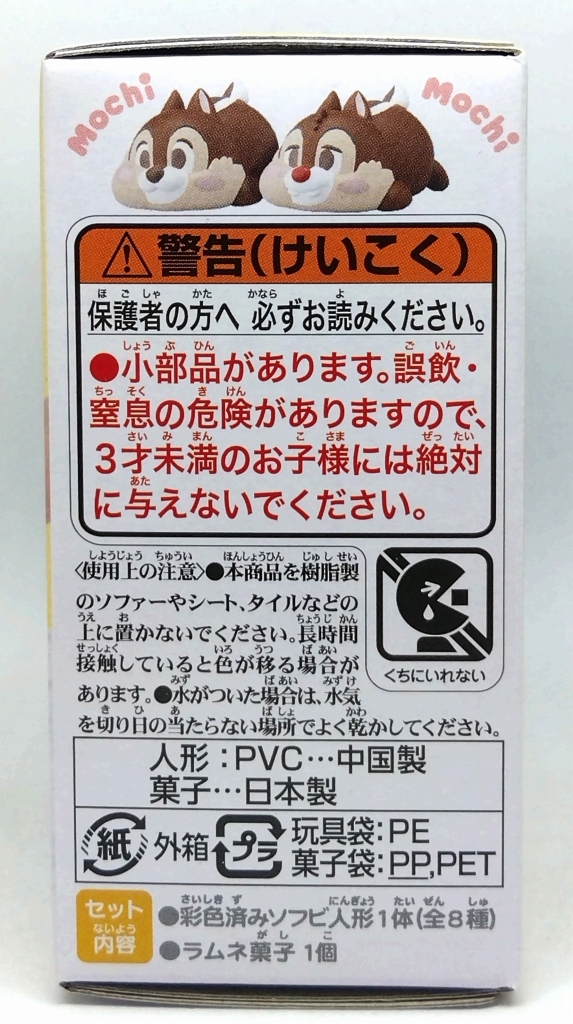 Mochi Mochi
警告(けいこく)
保護者の方へ 必ずお読みください。
●小部品があります。誤飲・
窒息の危険がありますので、
3才未満のお子様には絶対
に与えないでください。
〈使用上の注意〉●本商品を樹脂製
のソファーやシート、タイルなどの
上に置かないでください。長時間
接触していると色が移る場合が
あります。●水がついた場合は、水気
を切り日の当たらない場所でよく乾かしてください。
くちにいれない
人形：PVC…中国製
菓子…日本製
紙 外箱 プラ 玩具袋：PE
菓子袋：PP,PET
セット内容
●彩色済みソフビ人形1体(全8種)
●ラムネ菓子 1個